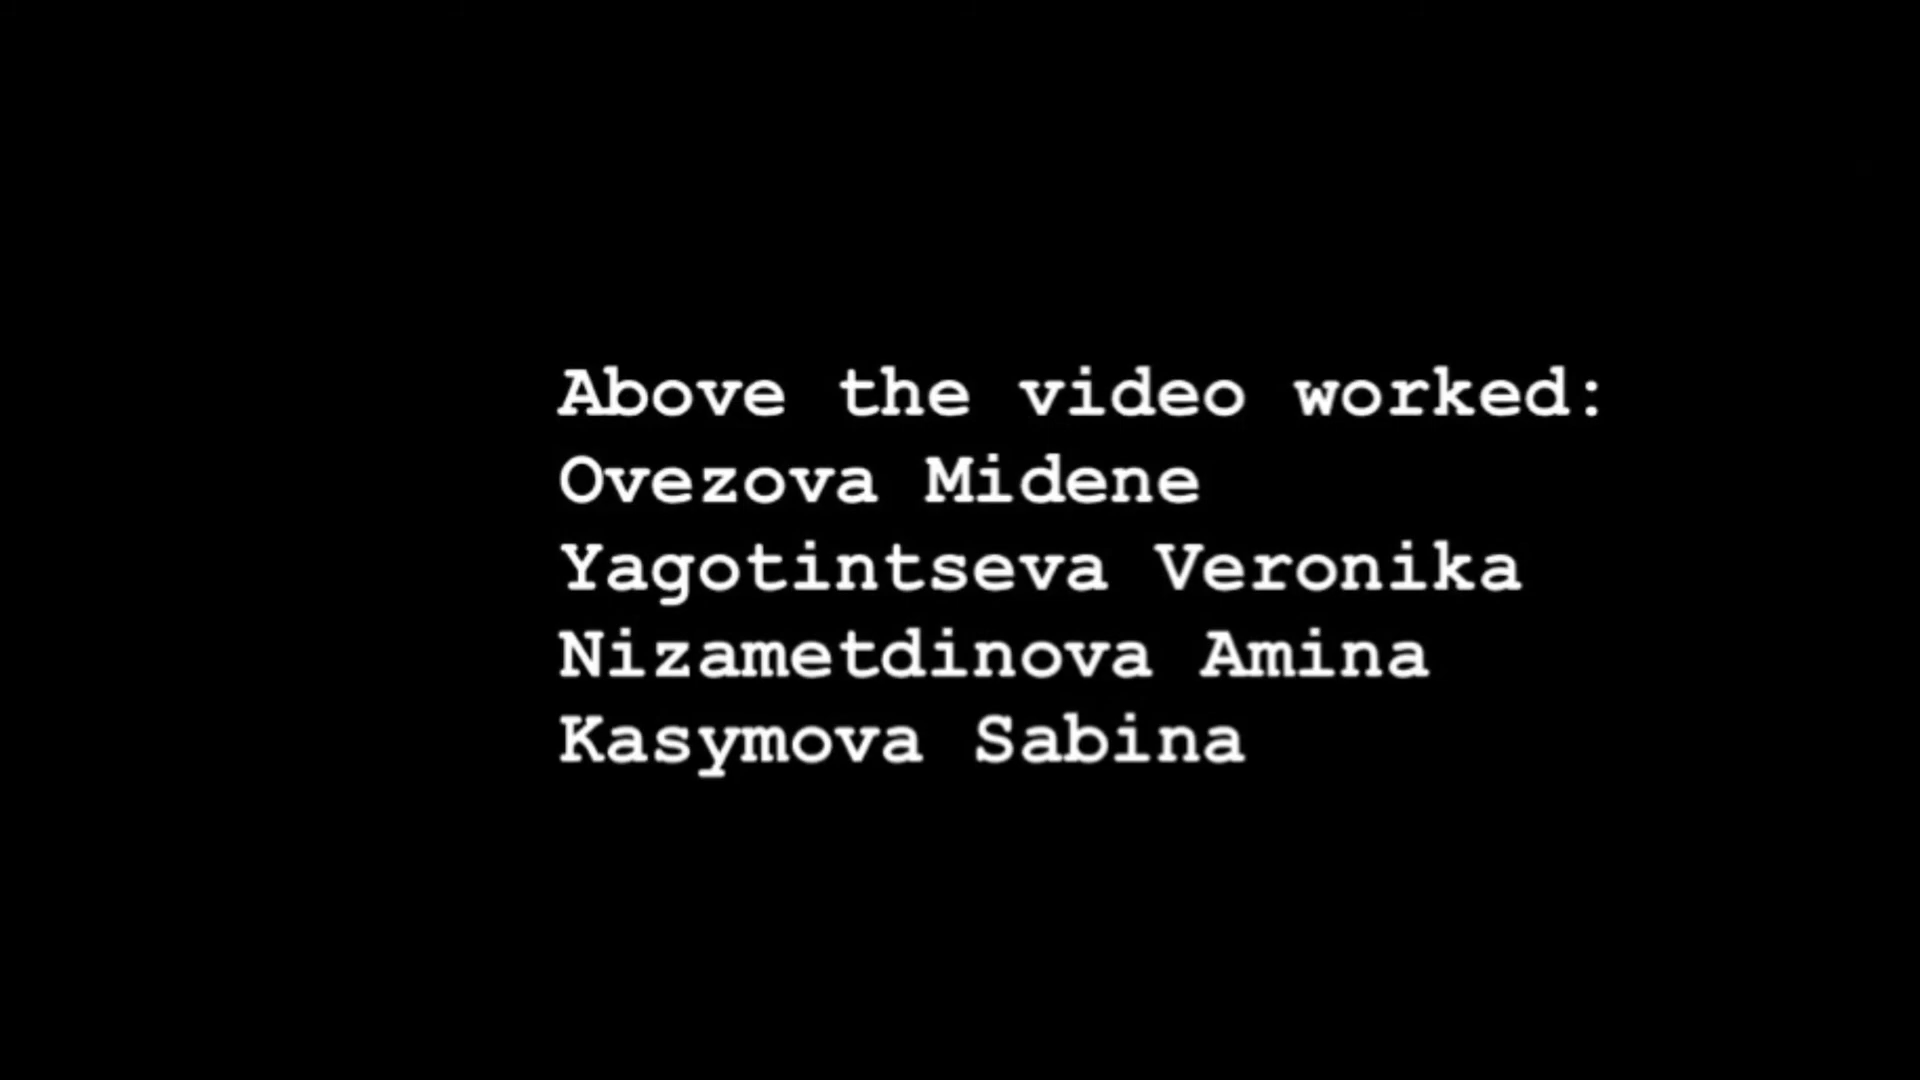 Above the video worked:
Ovezova Midene
Yagotintseva Veronika
Nizametdinova Amina
Kasymova Sabina